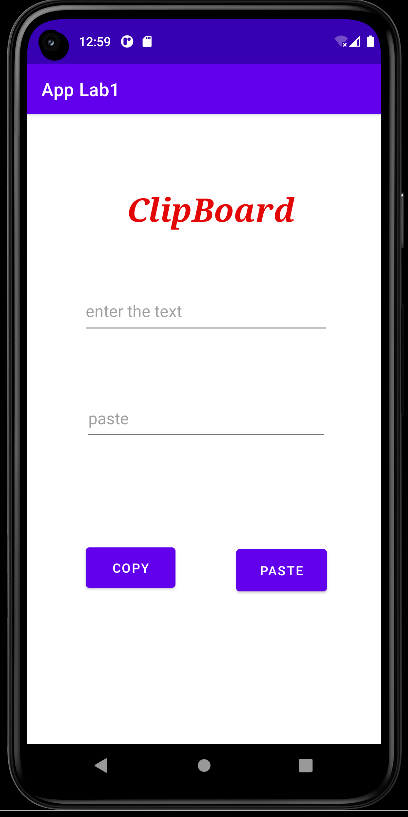 12:59
App Lab1
ClipBoard
enter the text
paste
COPY
PASTE